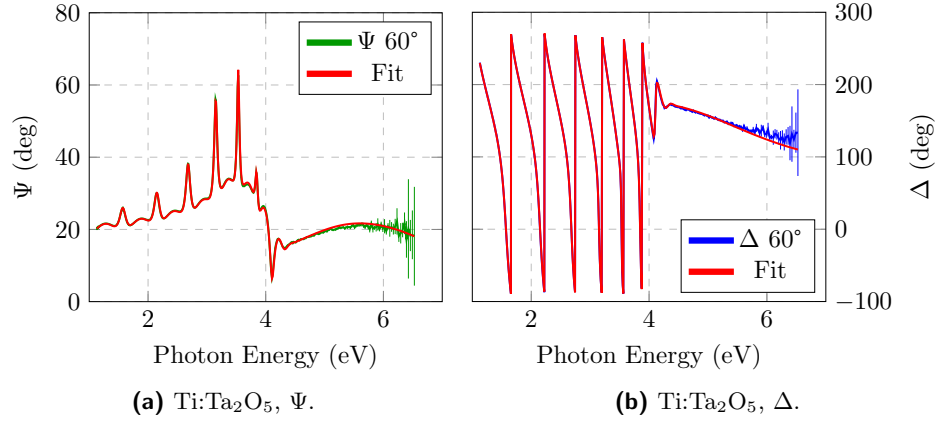 Ψ 60°
Fit
Ψ (deg)
0
20
40
60
80
2
4
6
Photon Energy (eV)
(a) Ti:Ta₂O₅, Ψ.
Δ 60°
Fit
Δ (deg)
−100
0
100
200
300
2
4
6
Photon Energy (eV)
(b) Ti:Ta₂O₅, Δ.